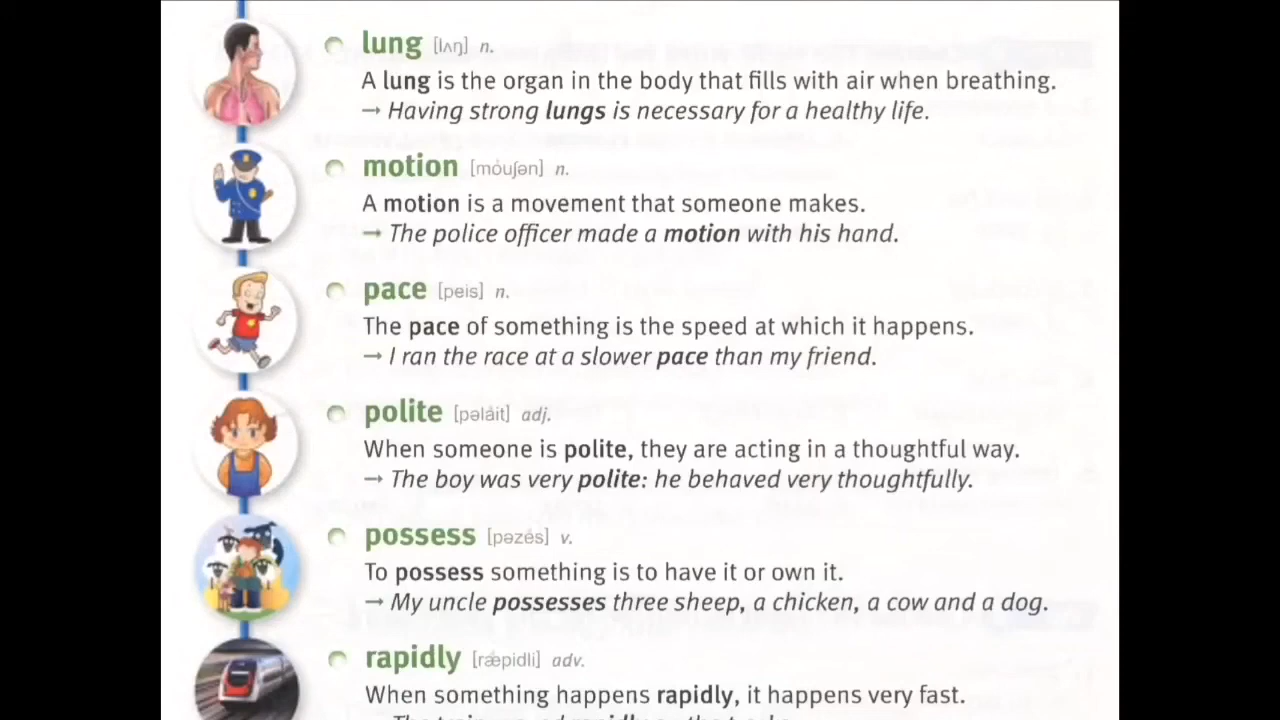 lung [lʌŋ] n.
A lung is the organ in the body that fills with air when breathing.
→ Having strong lungs is necessary for a healthy life.
motion [móuʃən] n.
A motion is a movement that someone makes.
→ The police officer made a motion with his hand.
pace [peis] n.
The pace of something is the speed at which it happens.
→ I ran the race at a slower pace than my friend.
polite [pəláit] adj.
When someone is polite, they are acting in a thoughtful way.
→ The boy was very polite: he behaved very thoughtfully.
possess [pəzés] v.
To possess something is to have it or own it.
→ My uncle possesses three sheep, a chicken, a cow and a dog.
rapidly [rǽpidli] adv.
When something happens rapidly, it happens very fast.